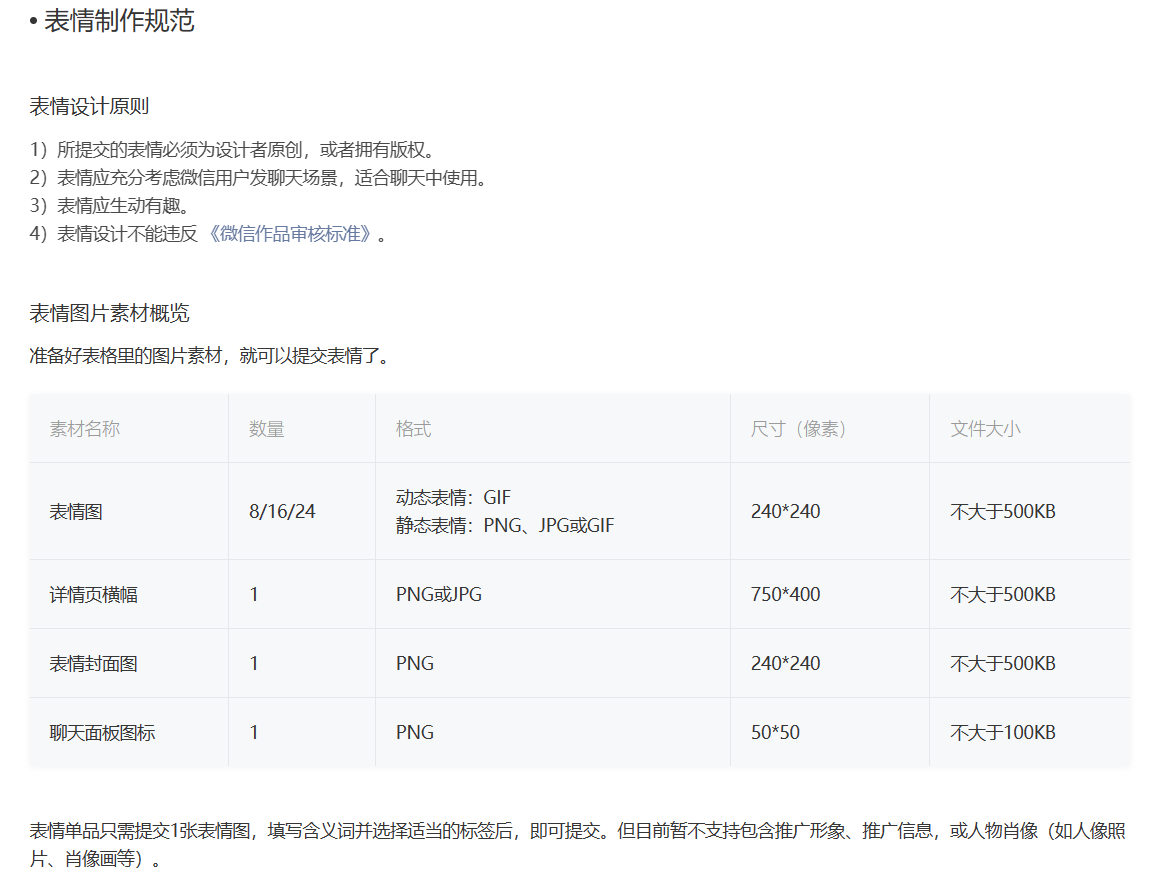 • 表情制作规范
表情设计原则
1）所提交的表情必须为设计者原创，或者拥有版权。
2）表情应充分考虑微信用户发聊天场景，适合聊天中使用。
3）表情应生动有趣。
4）表情设计不能违反 《微信作品审核标准》。
表情图片素材概览
准备好表格里的图片素材，就可以提交表情了。
素材名称 数量 格式 尺寸（像素） 文件大小
表情图 8/16/24 动态表情：GIF 240*240 不大于500KB
静态表情：PNG、JPG或GIF
详情页横幅 1 PNG或JPG 750*400 不大于500KB
表情封面图 1 PNG 240*240 不大于500KB
聊天面板图标 1 PNG 50*50 不大于100KB
表情单品只需提交1张表情图，填写含义词并选择适当的标签后，即可提交。但目前暂不支持包含推广形象、推广信息，或人物肖像（如人像照
片、肖像画等）。